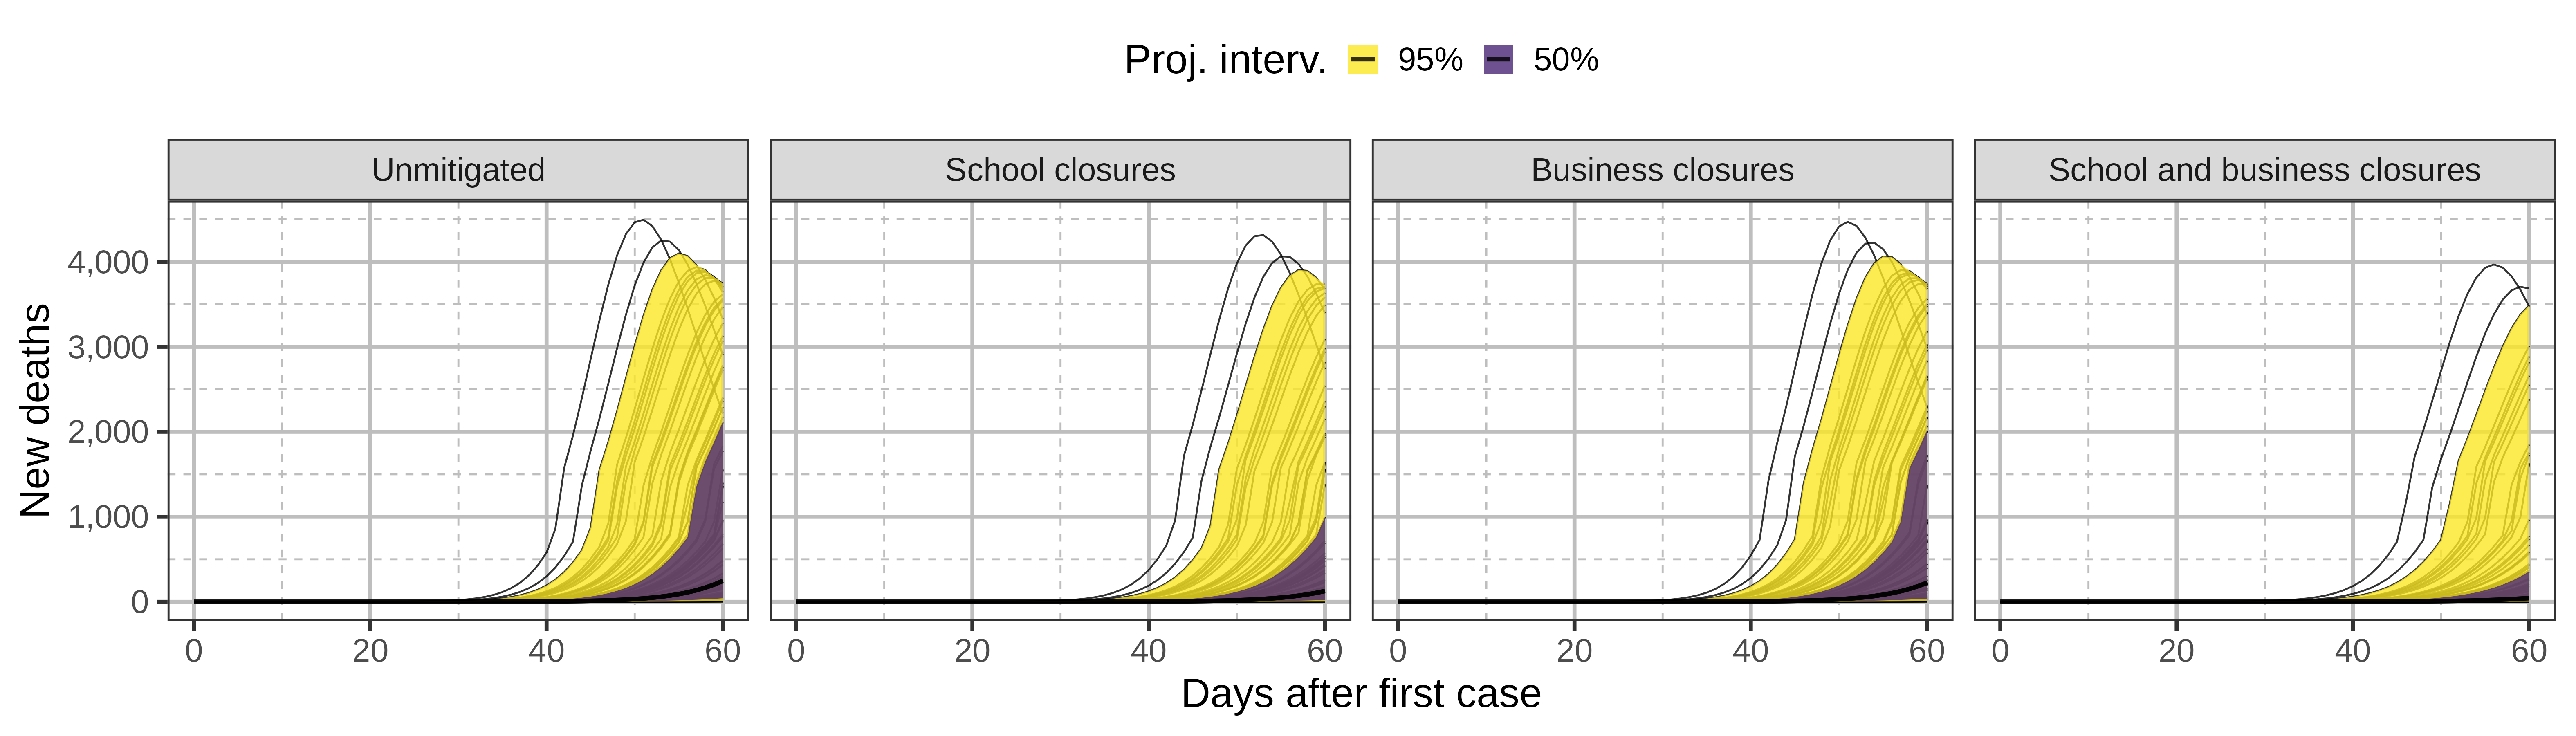 Proj. interv. 95% 50%
Unmitigated
School closures
Business closures
School and business closures
New deaths
4,000
3,000
2,000
1,000
0
0 20 40 60
0 20 40 60
0 20 40 60
0 20 40 60
Days after first case